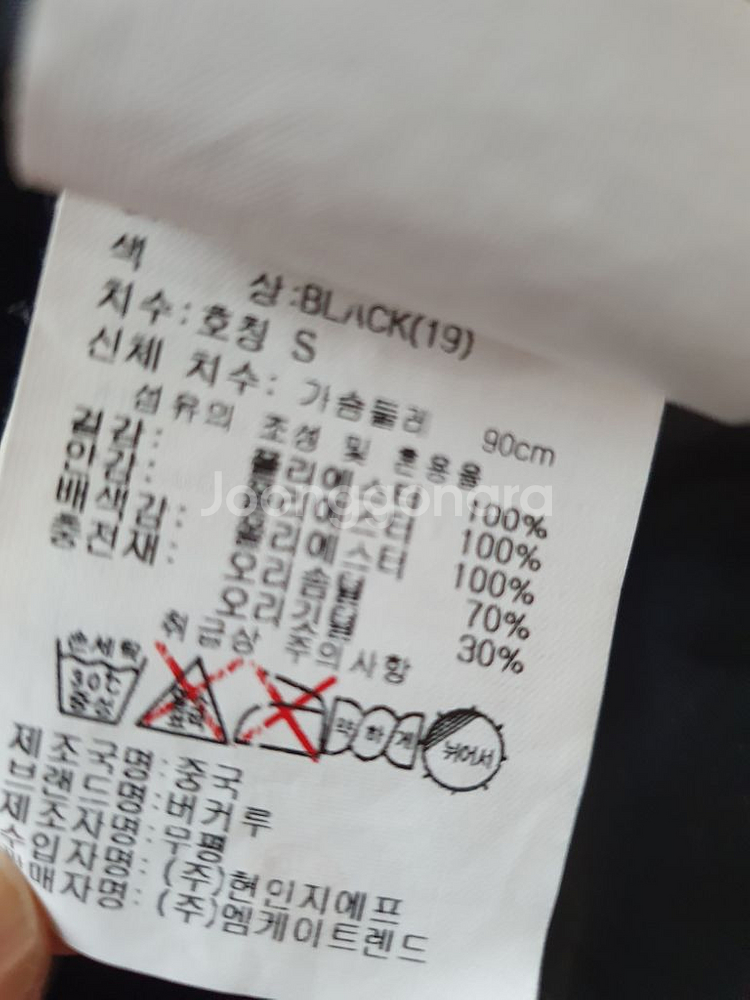 색 상:BLACK(19)
치수:호칭 S
신체 치수: 가슴둘레 90cm
섬유의 조성 및 혼용율
겉감: 폴리에스터 100%
안감: 폴리에스터 100%
배색감: 폴리에스터 100%
충전재: 오리솜털 70%
오리깃털 30%
취급상 주의사항
손세탁
30℃
중성
약하게
뉘어서
제조국명:중국
브랜드명:버커루
제조자명:무평
수입자명:(주)현인지에프
판매자명:(주)엠케이트렌드
Joonggonara